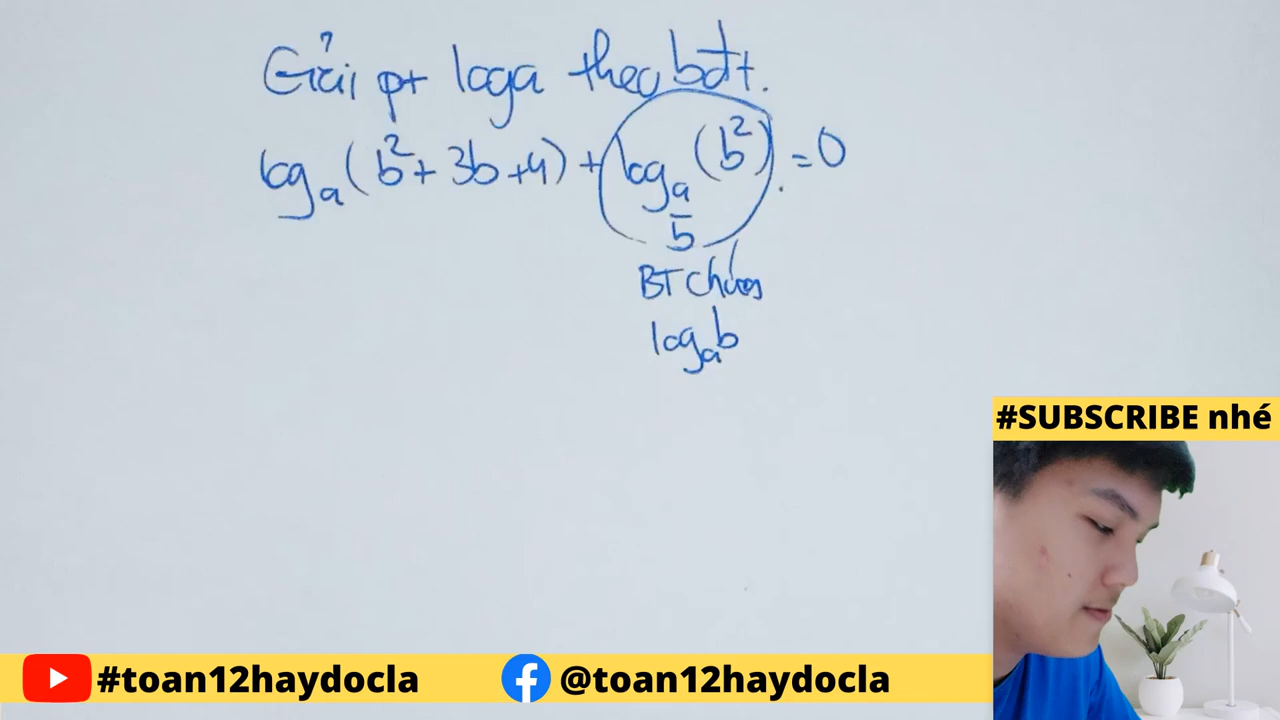 Giải pt loga theo bđt.
log_a(b²+3b+4) + log_{a/b}(b²) = 0
BT Chứa
log_a b
#SUBSCRIBE nhé
#toan12haydocla
@toan12haydocla